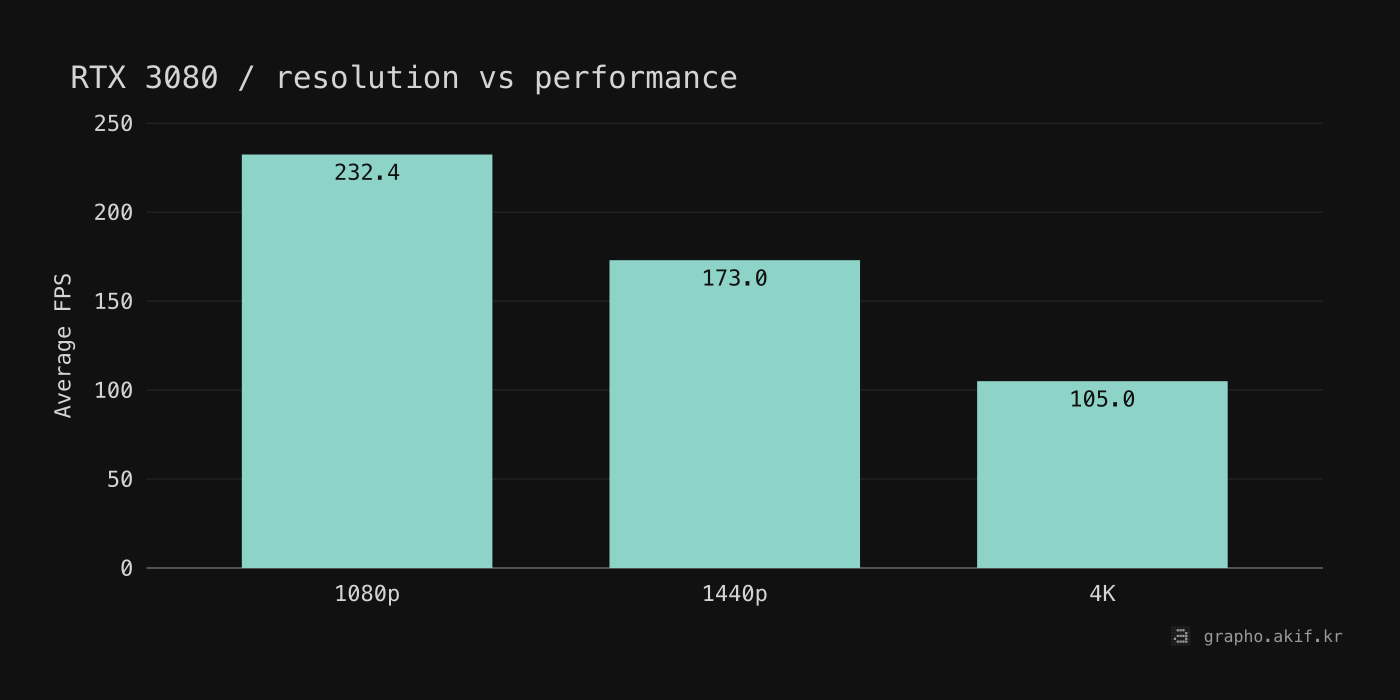 RTX 3080 / resolution vs performance
250
200
150
100
50
0
Average FPS
232.4
173.0
105.0
1080p
1440p
4K
grapho.akif.kr